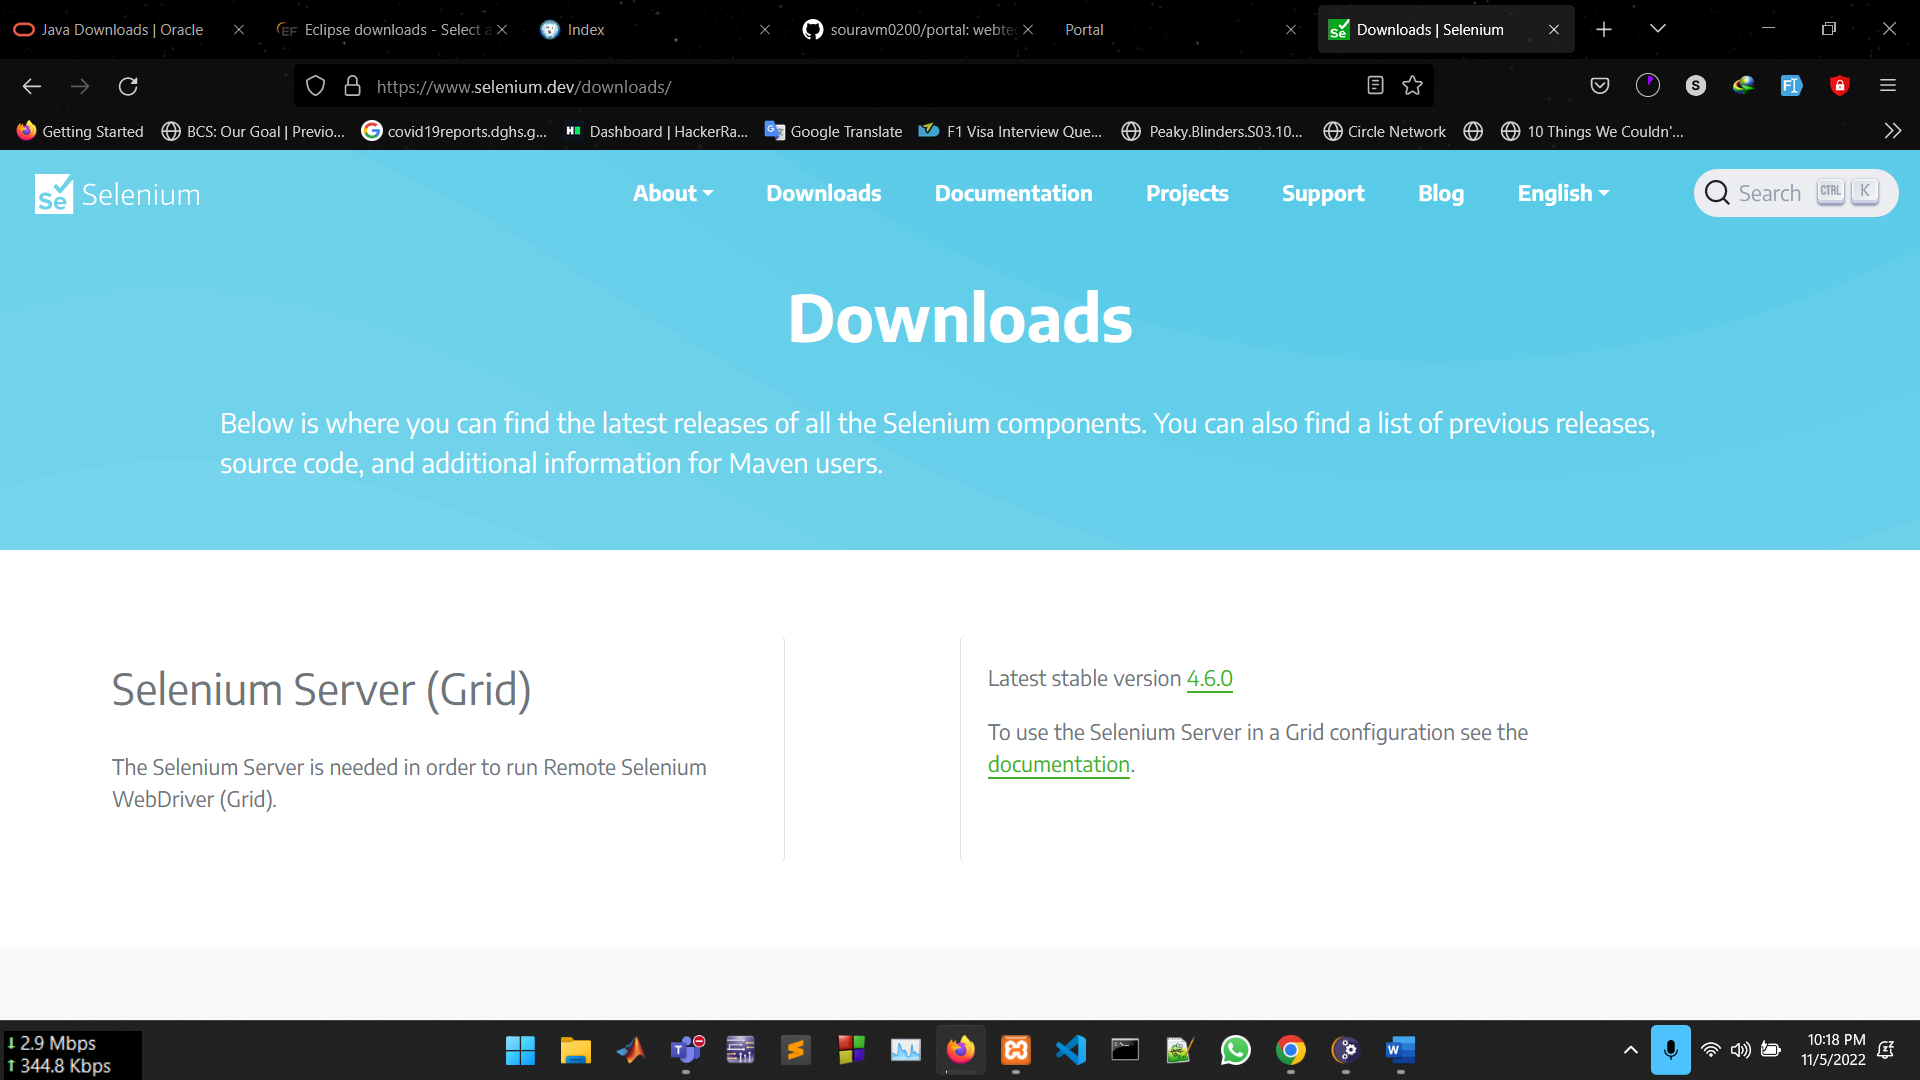 Java Downloads | Oracle
Eclipse downloads - Select a
Index
souravm0200/portal: webtec
Portal
Downloads | Selenium
https://www.selenium.dev/downloads/
Getting Started
BCS: Our Goal | Previo...
covid19reports.dghs.g...
Dashboard | HackerRa...
Google Translate
F1 Visa Interview Que...
Peaky.Blinders.S03.10...
Circle Network
10 Things We Couldn'...
Se Selenium
About
Downloads
Documentation
Projects
Support
Blog
English
Search CTRL K
Downloads
Below is where you can find the latest releases of all the Selenium components. You can also find a list of previous releases,
source code, and additional information for Maven users.
Selenium Server (Grid)
The Selenium Server is needed in order to run Remote Selenium
WebDriver (Grid).
Latest stable version 4.6.0
To use the Selenium Server in a Grid configuration see the
documentation.
2.9 Mbps
344.8 Kbps
10:18 PM
11/5/2022